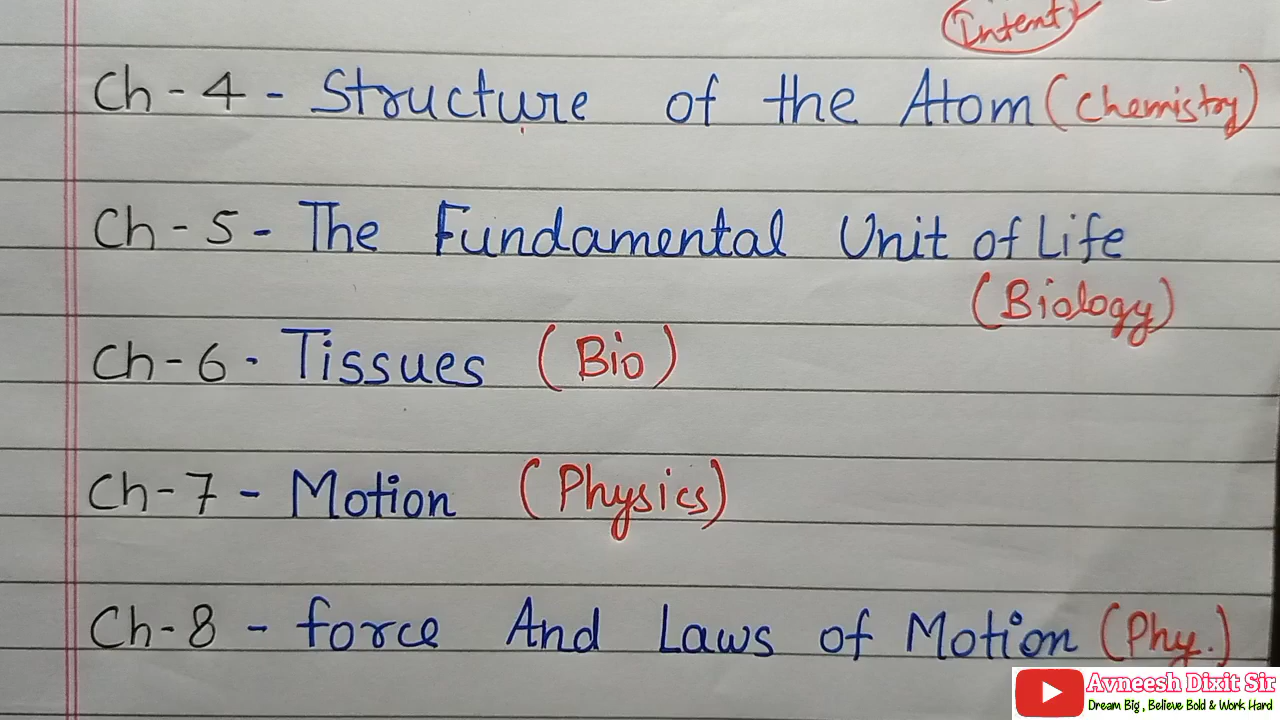 Intent
Ch - 4 - Structure of the Atom (Chemistry)
Ch - 5 - The Fundamental Unit of Life
(Biology)
Ch - 6 - Tissues (Bio)
Ch - 7 - Motion (Physics)
Ch - 8 - force And Laws of Motion (Phy.)
Avneesh Dixit Sir
Dream Big , Believe Bold & Work Hard